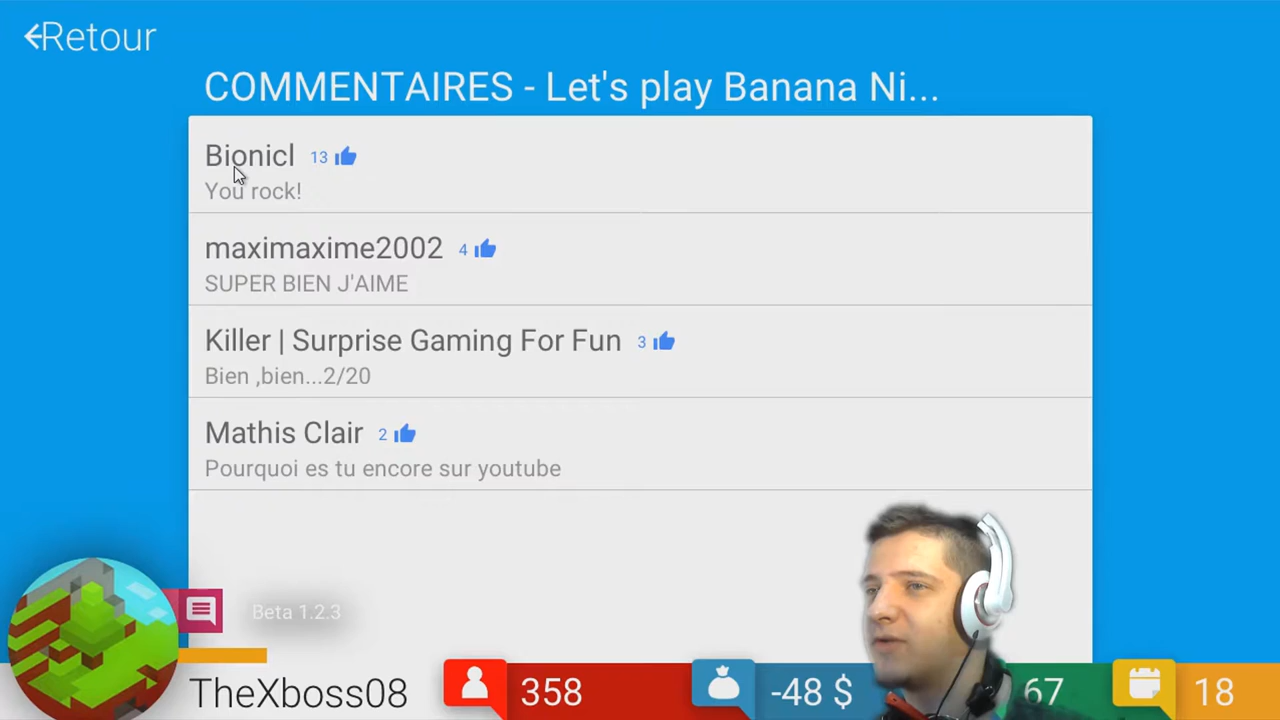 Retour
COMMENTAIRES - Let's play Banana Ni...
Bionicl 13
You rock!
maximaxime2002 4
SUPER BIEN J'AIME
Killer | Surprise Gaming For Fun 3
Bien ,bien...2/20
Mathis Clair 2
Pourquoi es tu encore sur youtube
Beta 1.2.3
TheXboss08 358 -48 $ 67 18